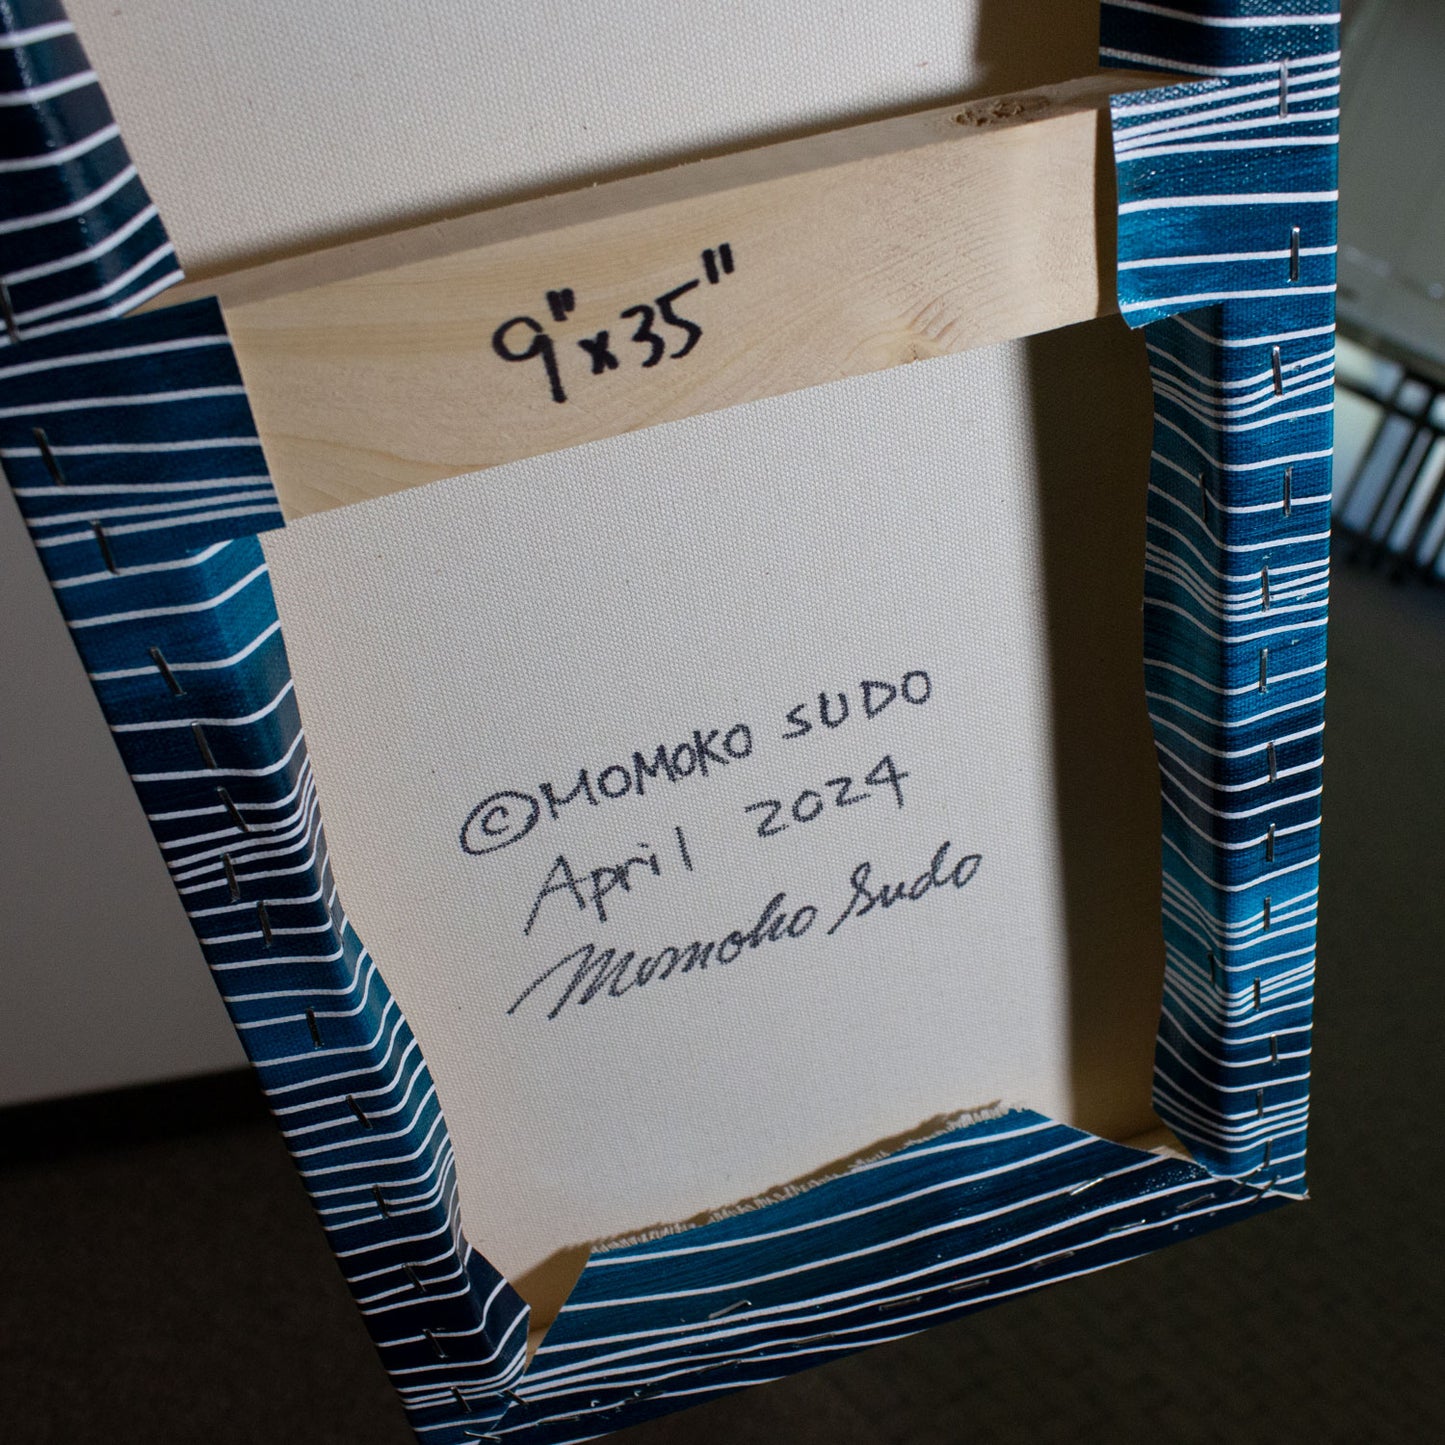 9"x35"
©MOMOKO SUDO
April 2024
Momoko Sudo